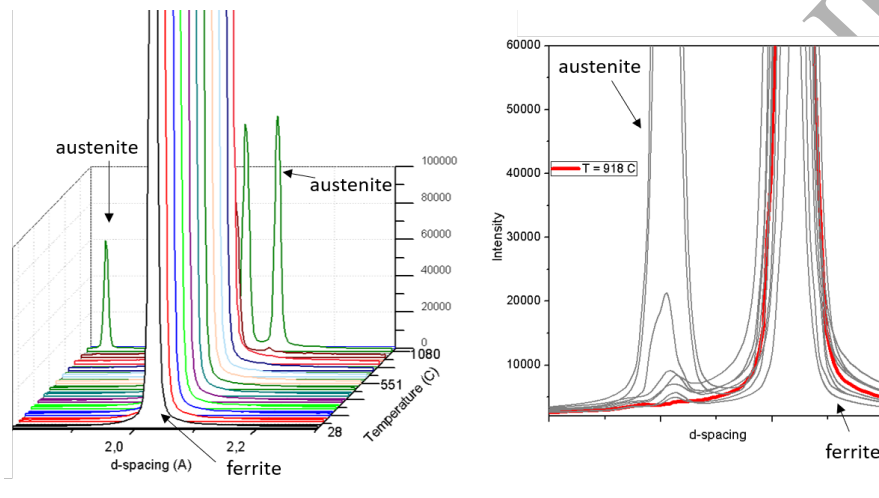 austenite
austenite
100000
80000
60000
40000
20000
0
1080
551
28
Temperature (C)
2,0
2,2
d-spacing (A)
ferrite
60000
50000
40000
30000
20000
10000
Intensity
austenite
T = 918 C
d-spacing
ferrite